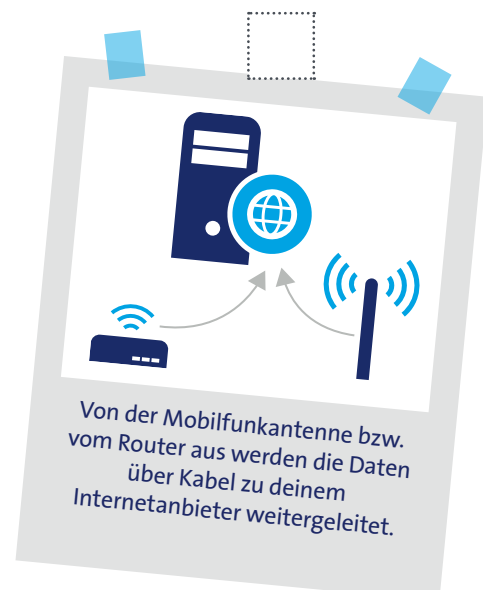 Von der Mobilfunkantenne bzw.
vom Router aus werden die Daten
über Kabel zu deinem
Internetanbieter weitergeleitet.